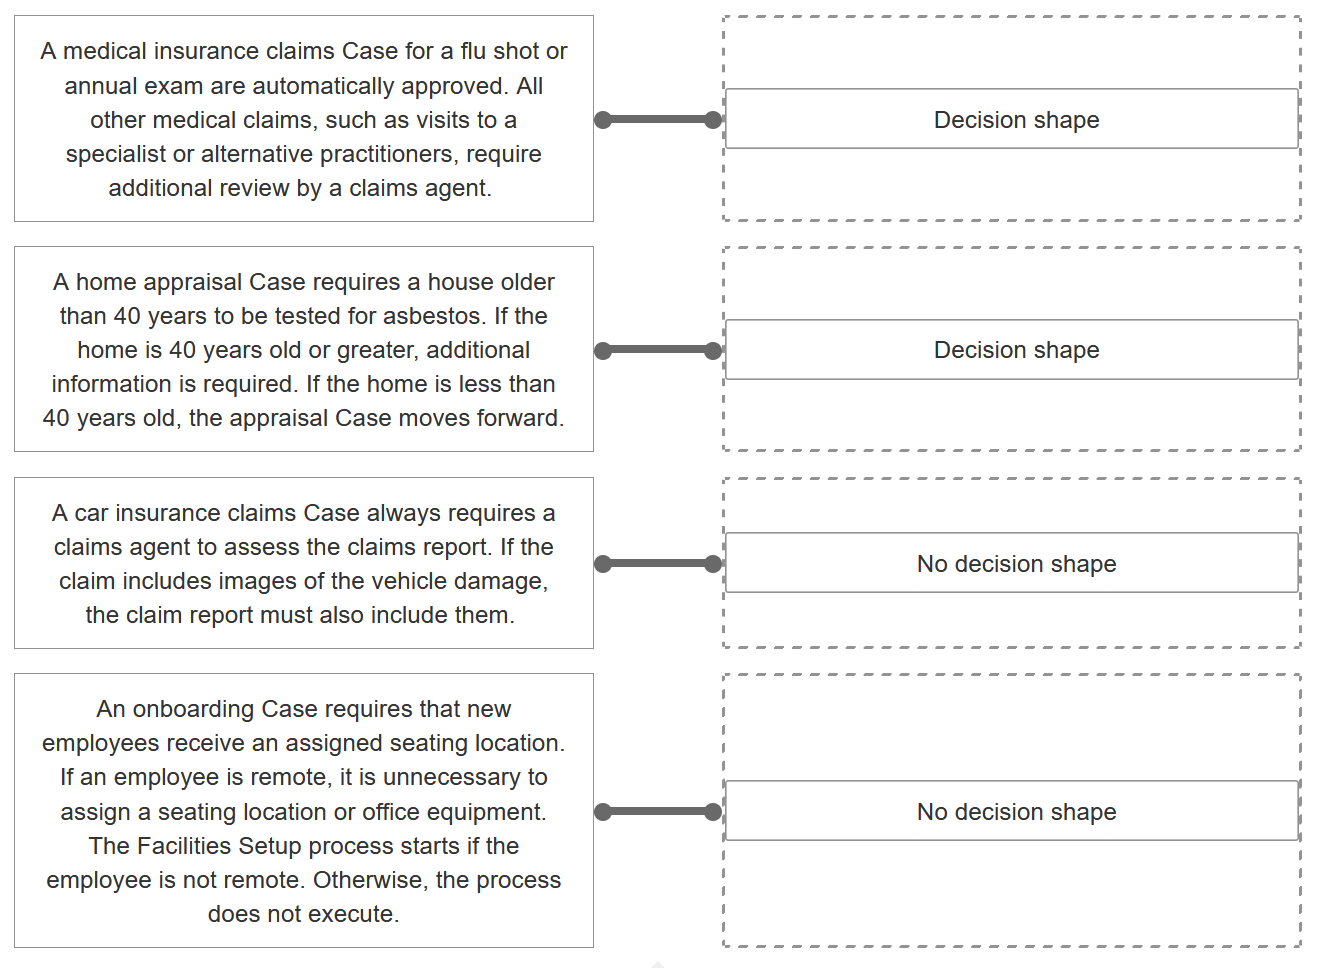 A medical insurance claims Case for a flu shot or
annual exam are automatically approved. All
other medical claims, such as visits to a
specialist or alternative practitioners, require
additional review by a claims agent.
Decision shape
A home appraisal Case requires a house older
than 40 years to be tested for asbestos. If the
home is 40 years old or greater, additional
information is required. If the home is less than
40 years old, the appraisal Case moves forward.
Decision shape
A car insurance claims Case always requires a
claims agent to assess the claims report. If the
claim includes images of the vehicle damage,
the claim report must also include them.
No decision shape
An onboarding Case requires that new
employees receive an assigned seating location.
If an employee is remote, it is unnecessary to
assign a seating location or office equipment.
The Facilities Setup process starts if the
employee is not remote. Otherwise, the process
does not execute.
No decision shape